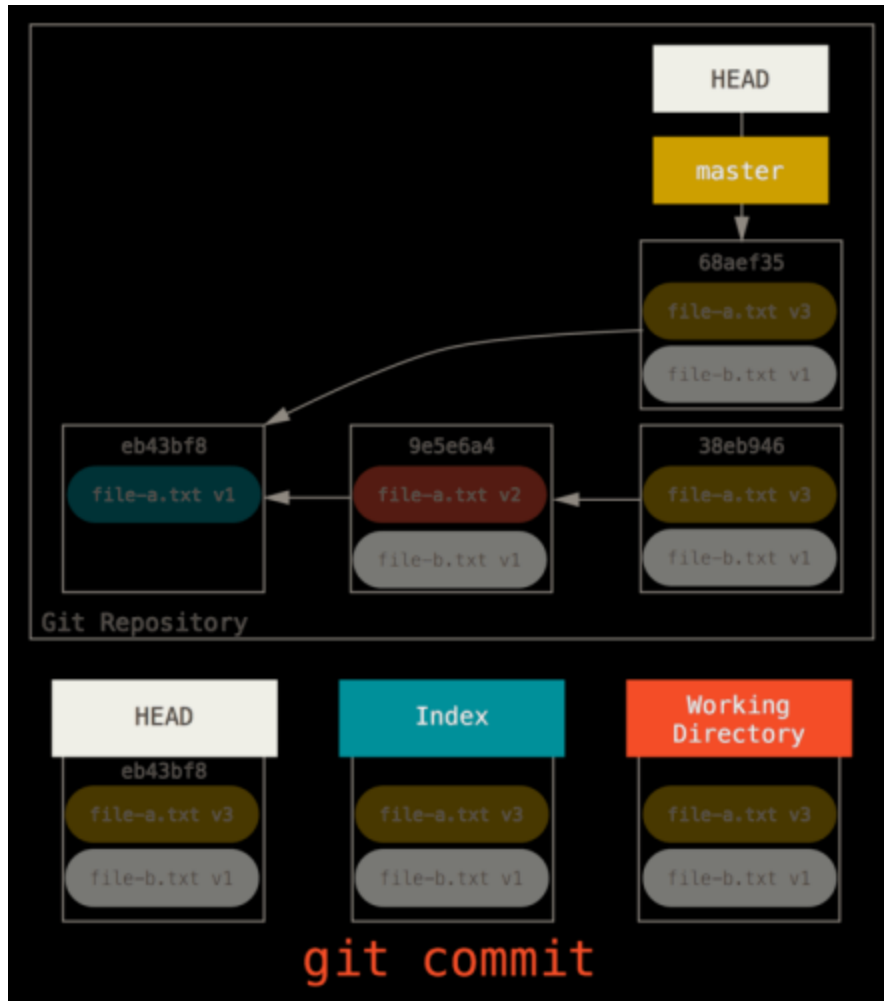 HEAD
master
68aef35
file-a.txt v3
file-b.txt v1
eb43bf8
file-a.txt v1
9e5e6a4
file-a.txt v2
file-b.txt v1
38eb946
file-a.txt v3
file-b.txt v1
Git Repository
HEAD
eb43bf8
file-a.txt v3
file-b.txt v1
Index
file-a.txt v3
file-b.txt v1
Working
Directory
file-a.txt v3
file-b.txt v1
git commit